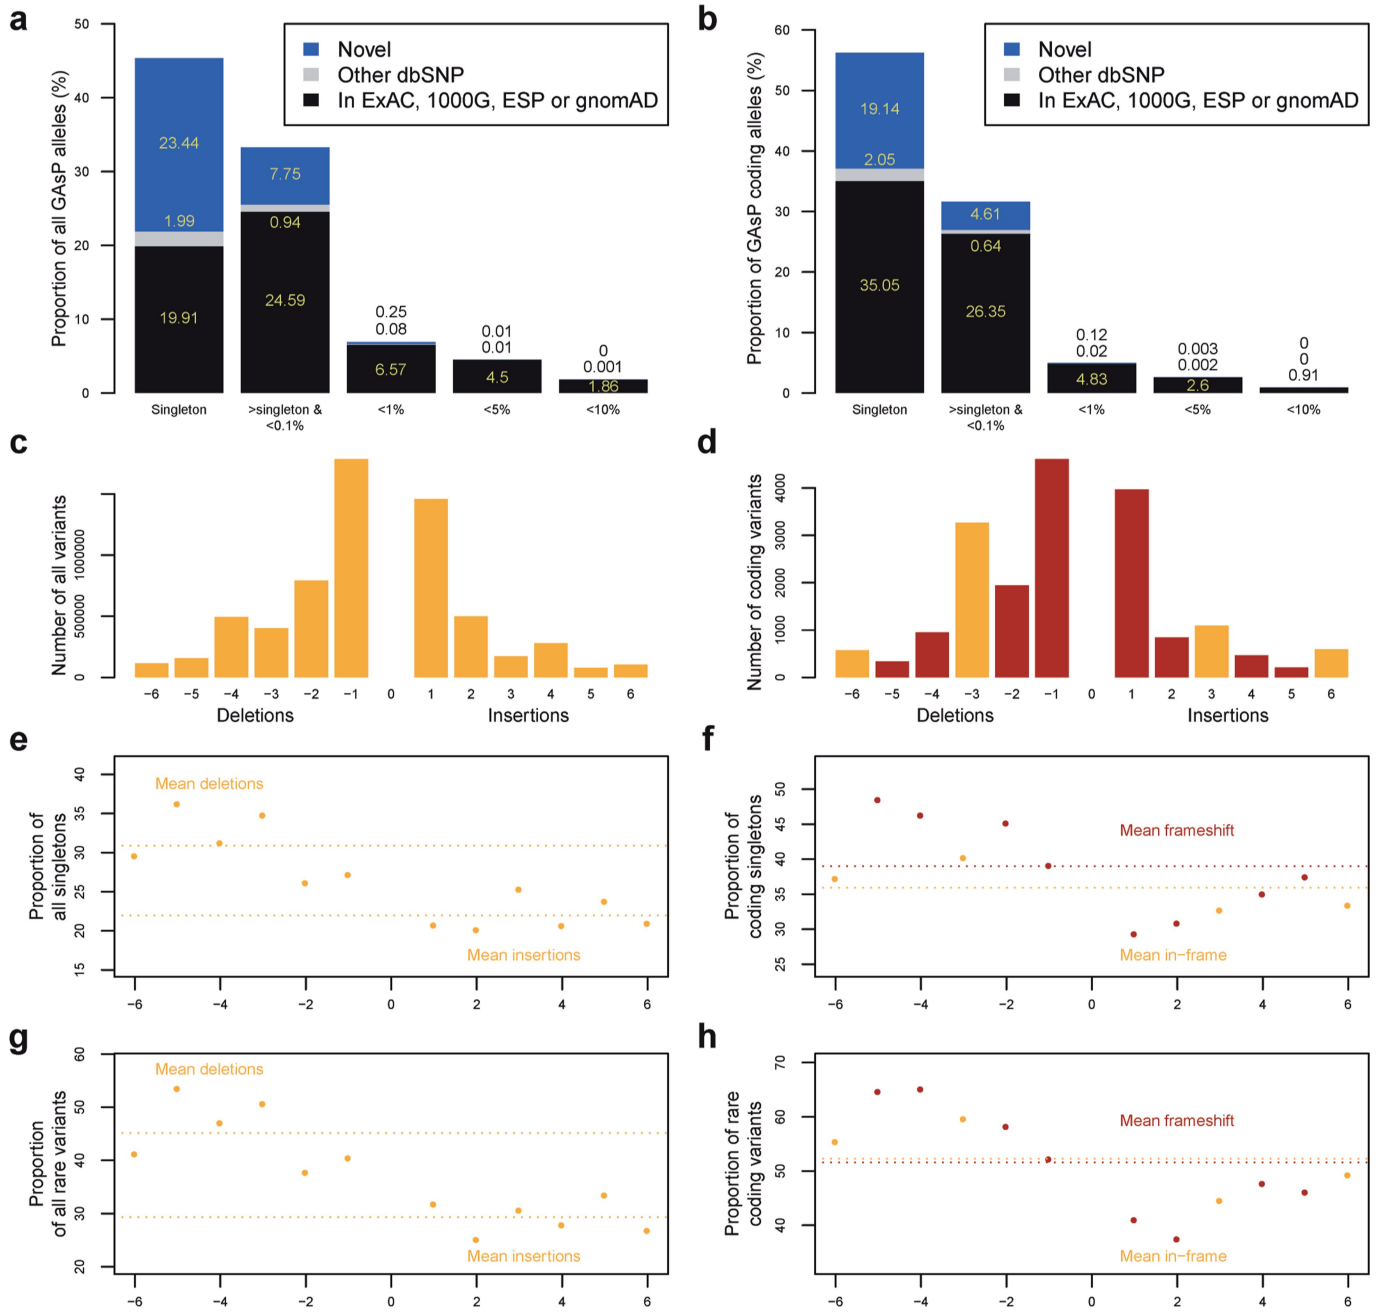 a
Proportion of all GAsP alleles (%)
50
40
30
20
10
0
Novel
Other dbSNP
In ExAC, 1000G, ESP or gnomAD
23.44
1.99
19.91
7.75
0.94
24.59
0.25
0.08
6.57
0.01
0.01
4.5
0
0.001
1.86
Singleton
>singleton &
<0.1%
<1%
<5%
<10%
b
Proportion of GAsP coding alleles (%)
60
50
40
30
20
10
0
Novel
Other dbSNP
In ExAC, 1000G, ESP or gnomAD
19.14
2.05
35.05
4.61
0.64
26.35
0.12
0.02
4.83
0.003
0.002
2.6
0
0
0.91
Singleton
>singleton &
<0.1%
<1%
<5%
<10%
c
Number of all variants
1000000
500000
0
−6 −5 −4 −3 −2 −1 0 1 2 3 4 5 6
Deletions Insertions
d
Number of coding variants
4000
3000
2000
1000
0
−6 −5 −4 −3 −2 −1 0 1 2 3 4 5 6
Deletions Insertions
e
Proportion of
all singletons
40
35
30
25
20
15
Mean deletions
Mean insertions
−6 −4 −2 0 2 4 6
f
Proportion of
coding singletons
50
45
40
35
30
25
Mean frameshift
Mean in−frame
−6 −4 −2 0 2 4 6
g
Proportion
of all rare variants
60
50
40
30
20
Mean deletions
Mean insertions
−6 −4 −2 0 2 4 6
h
Proportion of rare
coding variants
70
60
50
40
Mean frameshift
Mean in−frame
−6 −4 −2 0 2 4 6